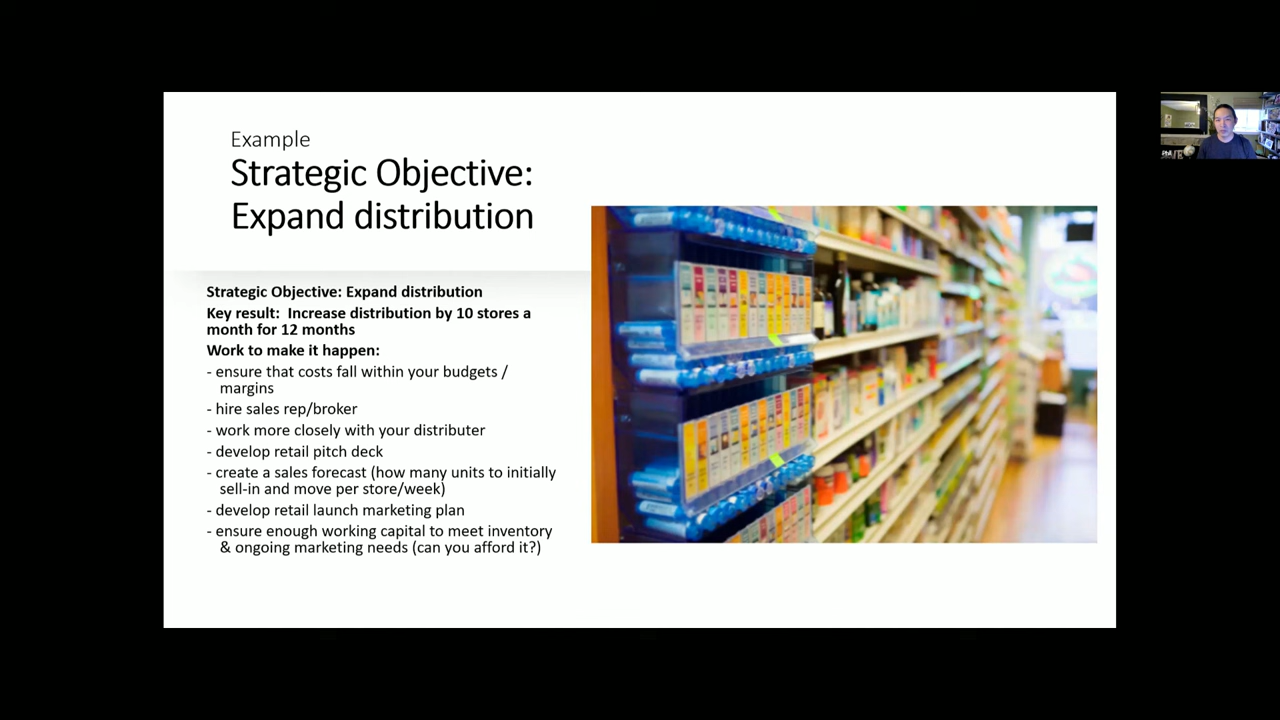 Example
Strategic Objective:
Expand distribution
Strategic Objective: Expand distribution
Key result:  Increase distribution by 10 stores a
month for 12 months
Work to make it happen:
- ensure that costs fall within your budgets /
margins
- hire sales rep/broker
- work more closely with your distributer
- develop retail pitch deck
- create a sales forecast (how many units to initially
sell-in and move per store/week)
- develop retail launch marketing plan
- ensure enough working capital to meet inventory
& ongoing marketing needs (can you afford it?)